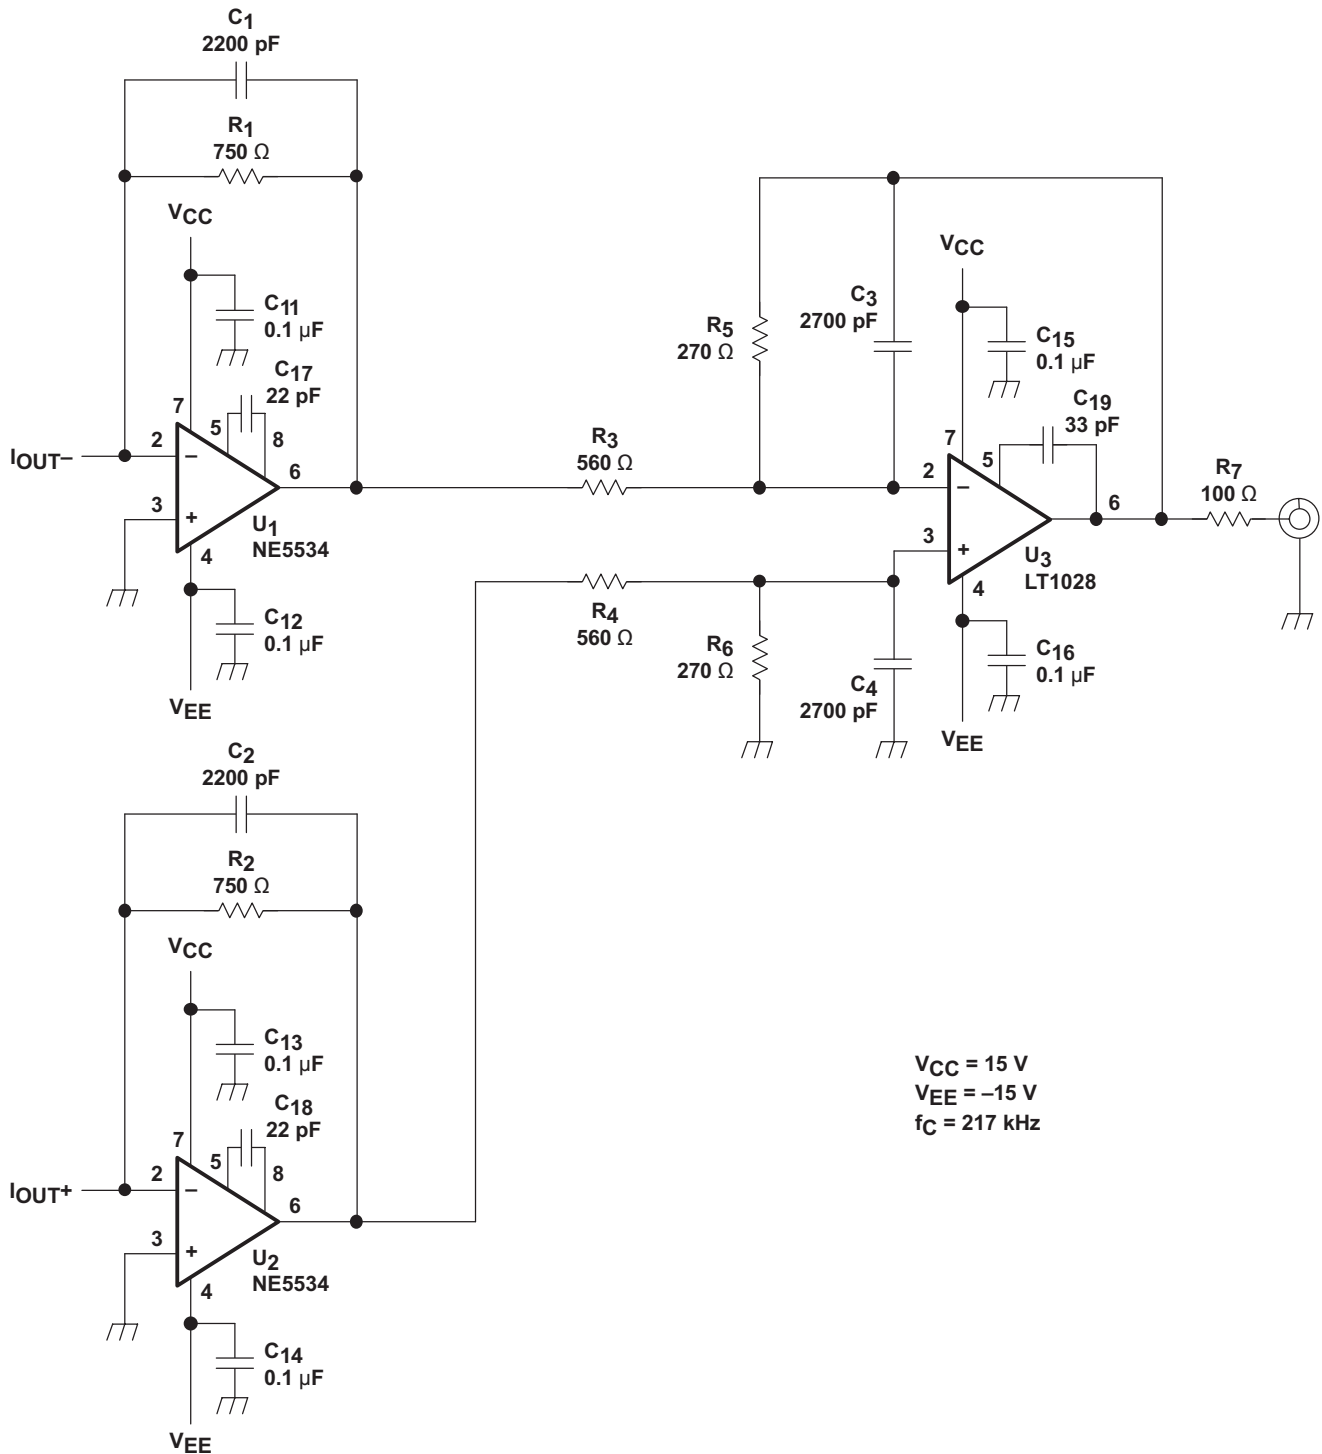 C1
2200 pF
R1
750 Ω
VCC
C11
0.1 µF
C17
22 pF
7
5
8
2
–
6
IOUT–
3
+
U1
NE5534
4
C12
0.1 µF
VEE
R3
560 Ω
R4
560 Ω
R5
270 Ω
C3
2700 pF
VCC
C15
0.1 µF
C19
33 pF
7
5
2
–
6
3
+
U3
LT1028
4
R7
100 Ω
R6
270 Ω
C4
2700 pF
C16
0.1 µF
VEE
C2
2200 pF
R2
750 Ω
VCC
C13
0.1 µF
C18
22 pF
7
5
8
2
–
6
IOUT+
3
+
U2
NE5534
4
C14
0.1 µF
VEE
VCC = 15 V
VEE = –15 V
fC = 217 kHz